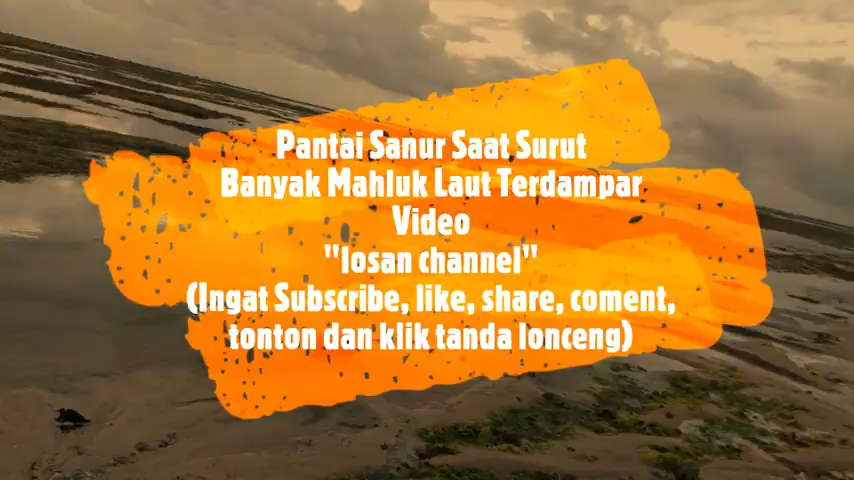 Pantai Sanur Saat Surut
Banyak Mahluk Laut Terdampar
Video
"losan channel"
(Ingat Subscribe, like, share, coment,
tonton dan klik tanda lonceng)